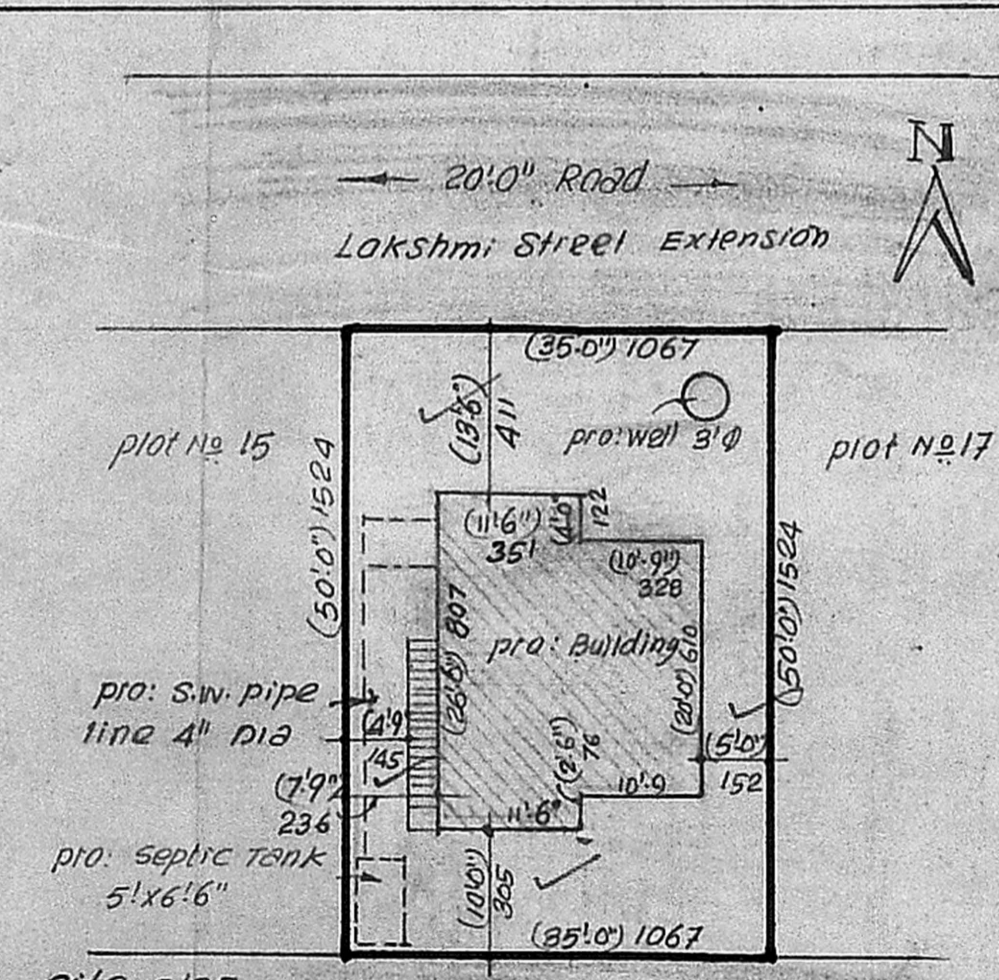 N
20'.0" Road
Lakshmi Street Extension
(35.0") 1067
(13'6")
411
pro: well 3'Φ
plot No 15
plot No 17
(50'.0") 1524
(50'.0") 1524
(11'.6")
351
(4'.0")
122
(10'.9")
328
807
(26'.6")
pro: Building
(20'.0") 610
pro: S.W. pipe
line 4" Dia
(4'.9"
145
(7'.9")
236
(2'.6")
76
10'.9
11'.6"
(5'.0")
152
pro: Septic Tank
5'.X6'.6"
(10'.0")
305
(35'.0") 1067